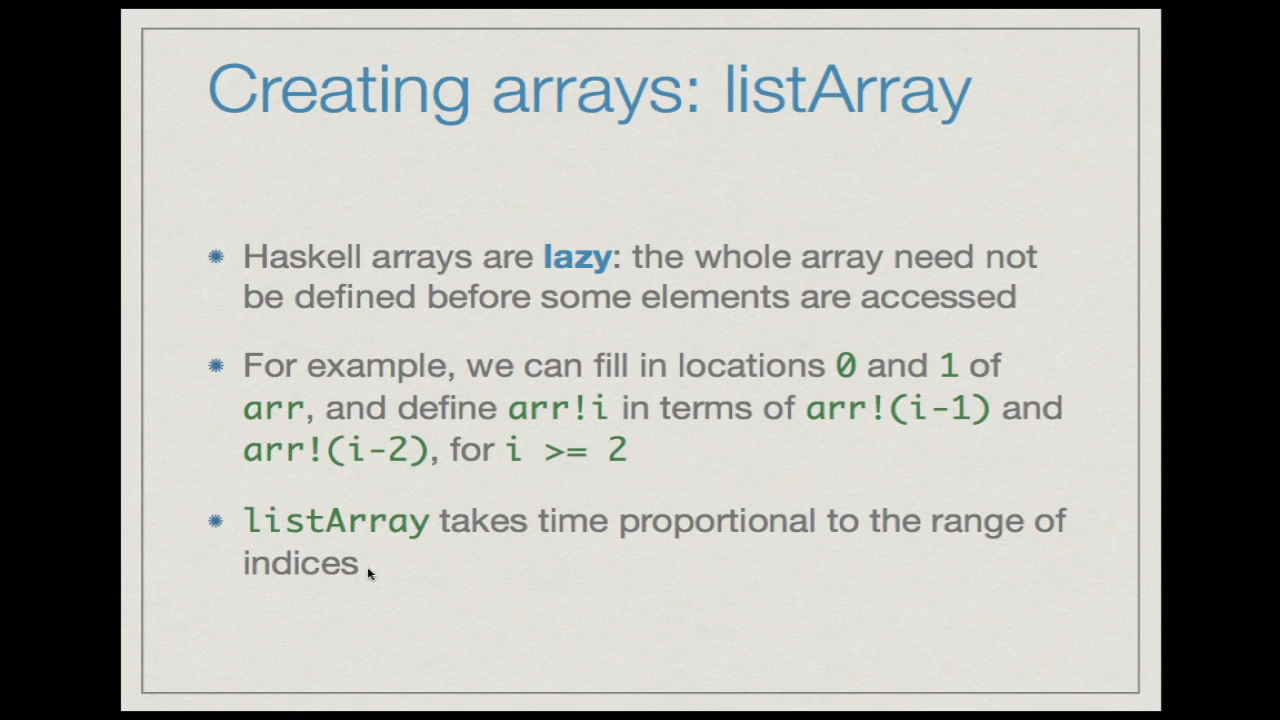 Creating arrays: listArray
Haskell arrays are lazy: the whole array need not
be defined before some elements are accessed
For example, we can fill in locations 0 and 1 of
arr, and define arr!i in terms of arr!(i-1) and
arr!(i-2), for i >= 2
listArray takes time proportional to the range of
indices